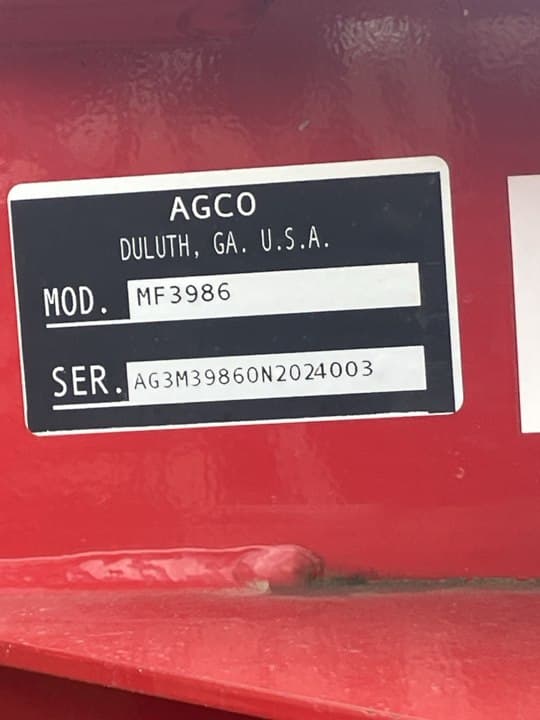 AGCO
DULUTH, GA. U.S.A.
MOD. MF3986
SER. AG3M39860N2024003